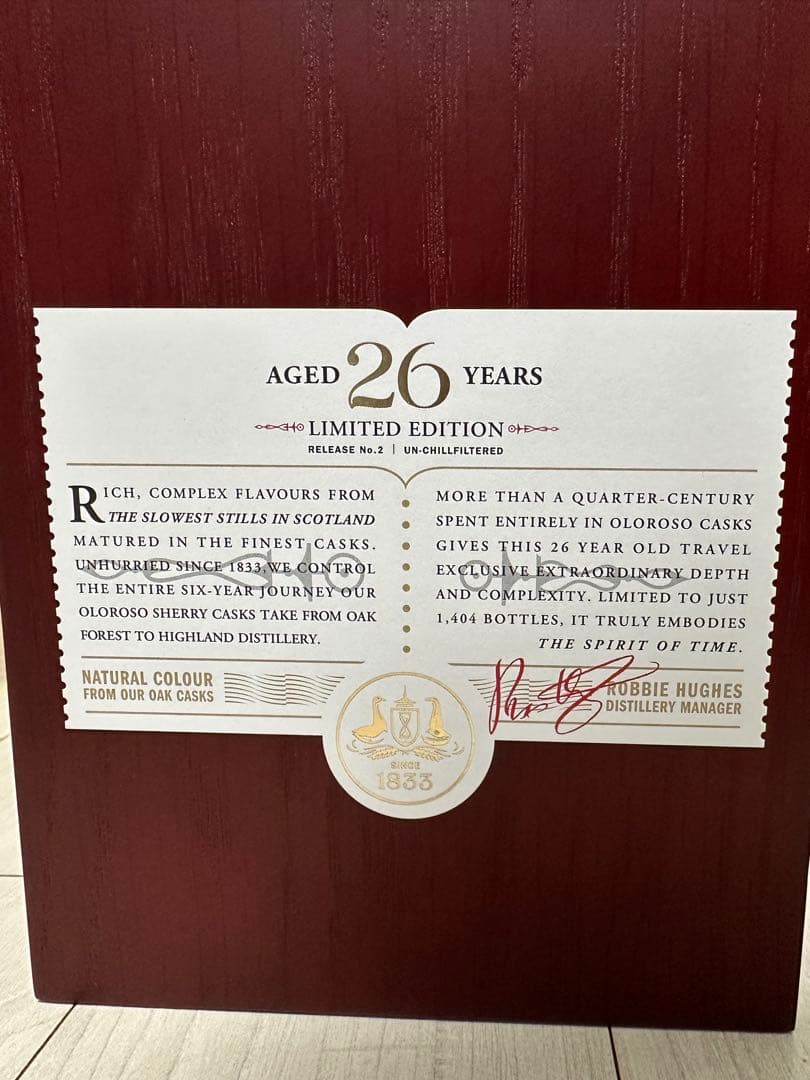 AGED 26 YEARS
LIMITED EDITION
RELEASE No.2 | UN-CHILLFILTERED
RICH, COMPLEX FLAVOURS FROM
THE SLOWEST STILLS IN SCOTLAND
MATURED IN THE FINEST CASKS.
UNHURRIED SINCE 1833,WE CONTROL
THE ENTIRE SIX-YEAR JOURNEY OUR
OLOROSO SHERRY CASKS TAKE FROM OAK
FOREST TO HIGHLAND DISTILLERY.
NATURAL COLOUR
FROM OUR OAK CASKS
MORE THAN A QUARTER-CENTURY
SPENT ENTIRELY IN OLOROSO CASKS
GIVES THIS 26 YEAR OLD TRAVEL
EXCLUSIVE EXTRAORDINARY DEPTH
AND COMPLEXITY. LIMITED TO JUST
1,404 BOTTLES, IT TRULY EMBODIES
THE SPIRIT OF TIME.
ROBBIE HUGHES
DISTILLERY MANAGER
SINCE
1833